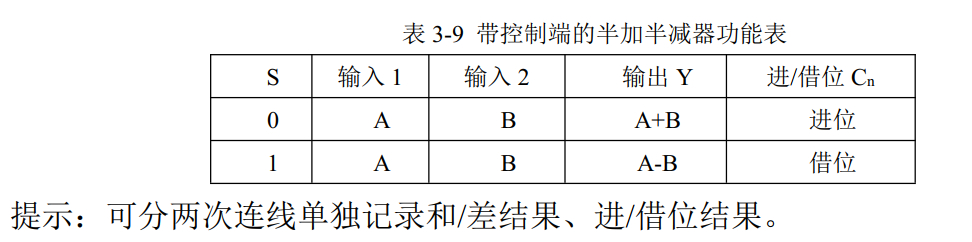 表 3-9 带控制端的半加半减器功能表
S 输入 1 输入 2 输出 Y 进/借位 Cn
0 A B A+B 进位
1 A B A-B 借位
提示：可分两次连线单独记录和/差结果、进/借位结果。